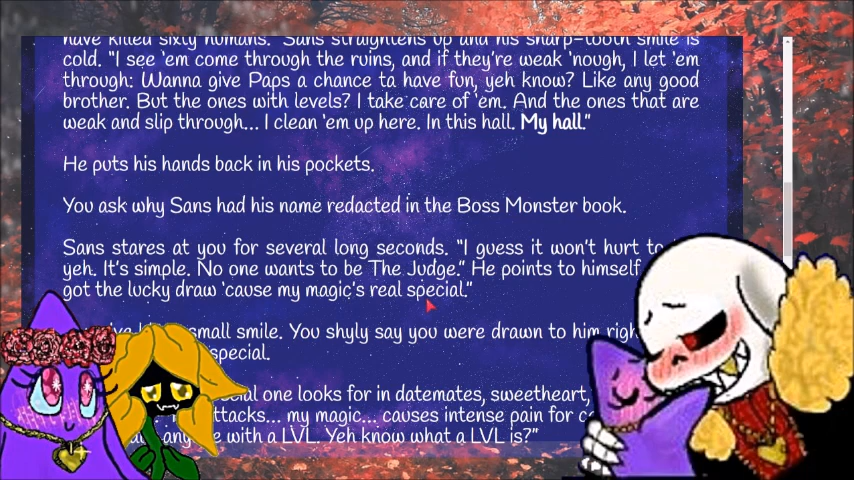 have killed sixty humans." Sans straightens up and his sharp-tooth smile is
cold. "I see 'em come through the ruins, and if they're weak 'nough, I let 'em
through: Wanna give Paps a chance ta have fun, yeh know? Like any good
brother. But the ones with levels? I take care of 'em. And the ones that are
weak and slip through... I clean 'em up here. In this hall. My hall."
He puts his hands back in his pockets.
You ask why Sans had his name redacted in the Boss Monster book.
Sans stares at you for several long seconds. "I guess it won't hurt to
yeh. It's simple. No one wants to be The Judge." He points to himself
got the lucky draw 'cause my magic's real special."
small smile. You shyly say you were drawn to him
special.
one looks for in datemates, sweetheart,
my magic... causes intense pain for
with a LVL. Yeh know what a LVL is?"